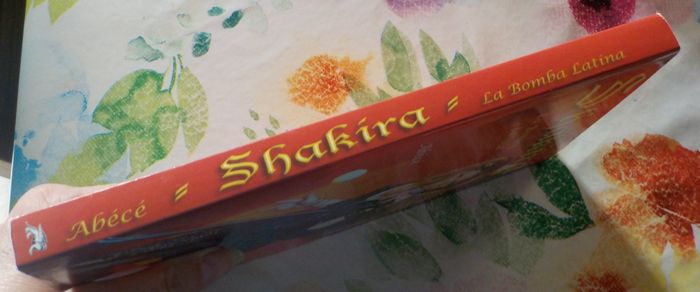 Abécé = Shakira = La Bomba Latina